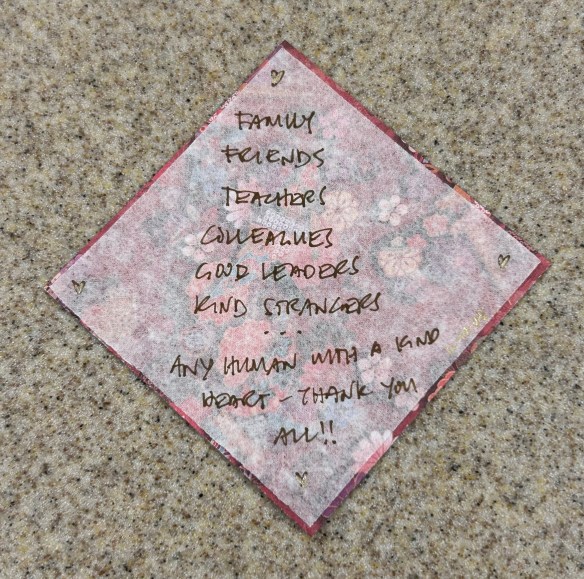 FAMILY
FRIENDS
TEACHERS
COLLEAGUES
GOOD LEADERS
KIND STRANGERS
...
ANY HUMAN WITH A KIND
HEART - THANK YOU
ALL!!